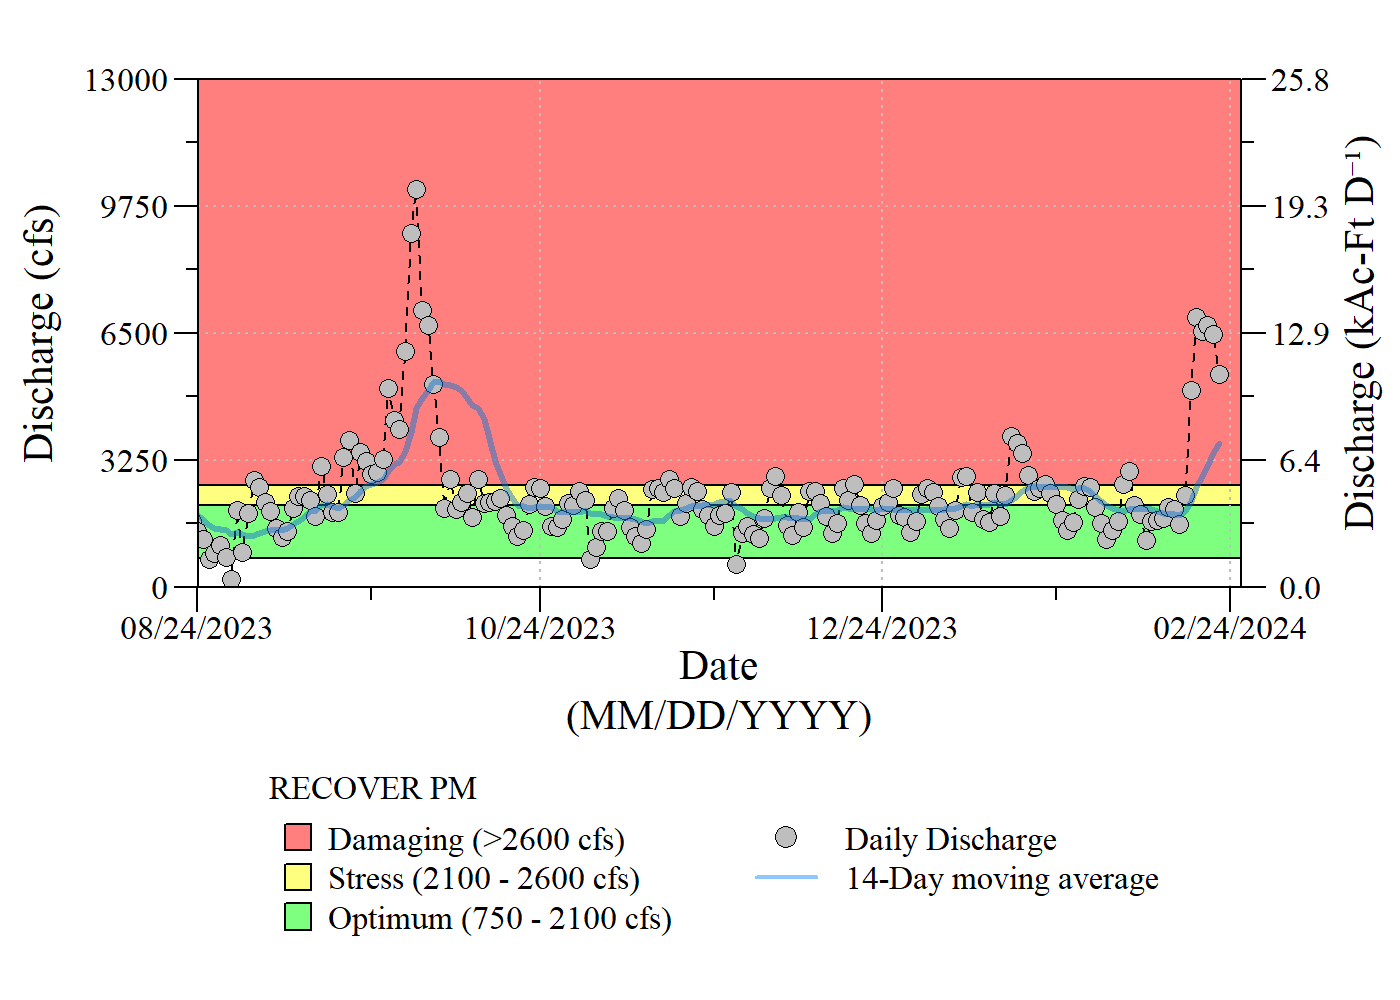 13000
9750
6500
3250
0
Discharge (cfs)
25.8
19.3
12.9
6.4
0.0
Discharge (kAc-Ft D⁻¹)
08/24/2023
10/24/2023
12/24/2023
02/24/2024
Date
(MM/DD/YYYY)
RECOVER PM
Damaging (>2600 cfs)
Stress (2100 - 2600 cfs)
Optimum (750 - 2100 cfs)
Daily Discharge
14-Day moving average